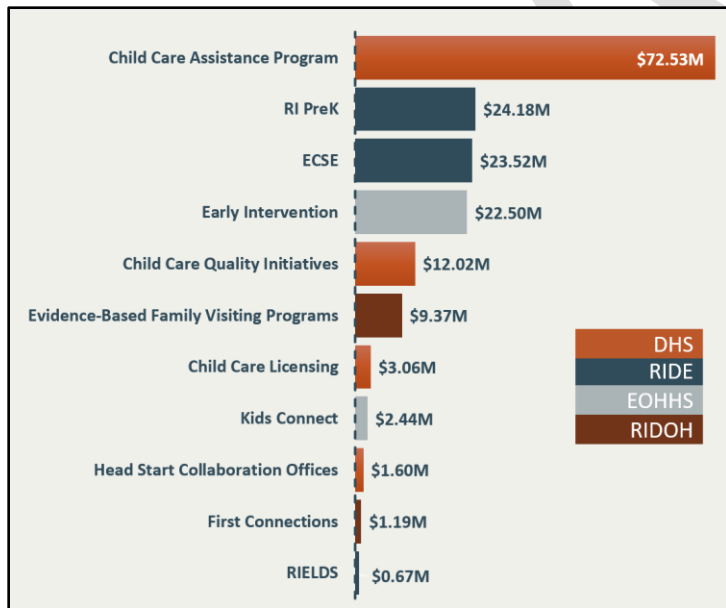 Child Care Assistance Program $72.53M
RI PreK $24.18M
ECSE $23.52M
Early Intervention $22.50M
Child Care Quality Initiatives $12.02M
Evidence-Based Family Visiting Programs $9.37M
Child Care Licensing $3.06M
Kids Connect $2.44M
Head Start Collaboration Offices $1.60M
First Connections $1.19M
RIELDS $0.67M
DHS
RIDE
EOHHS
RIDOH